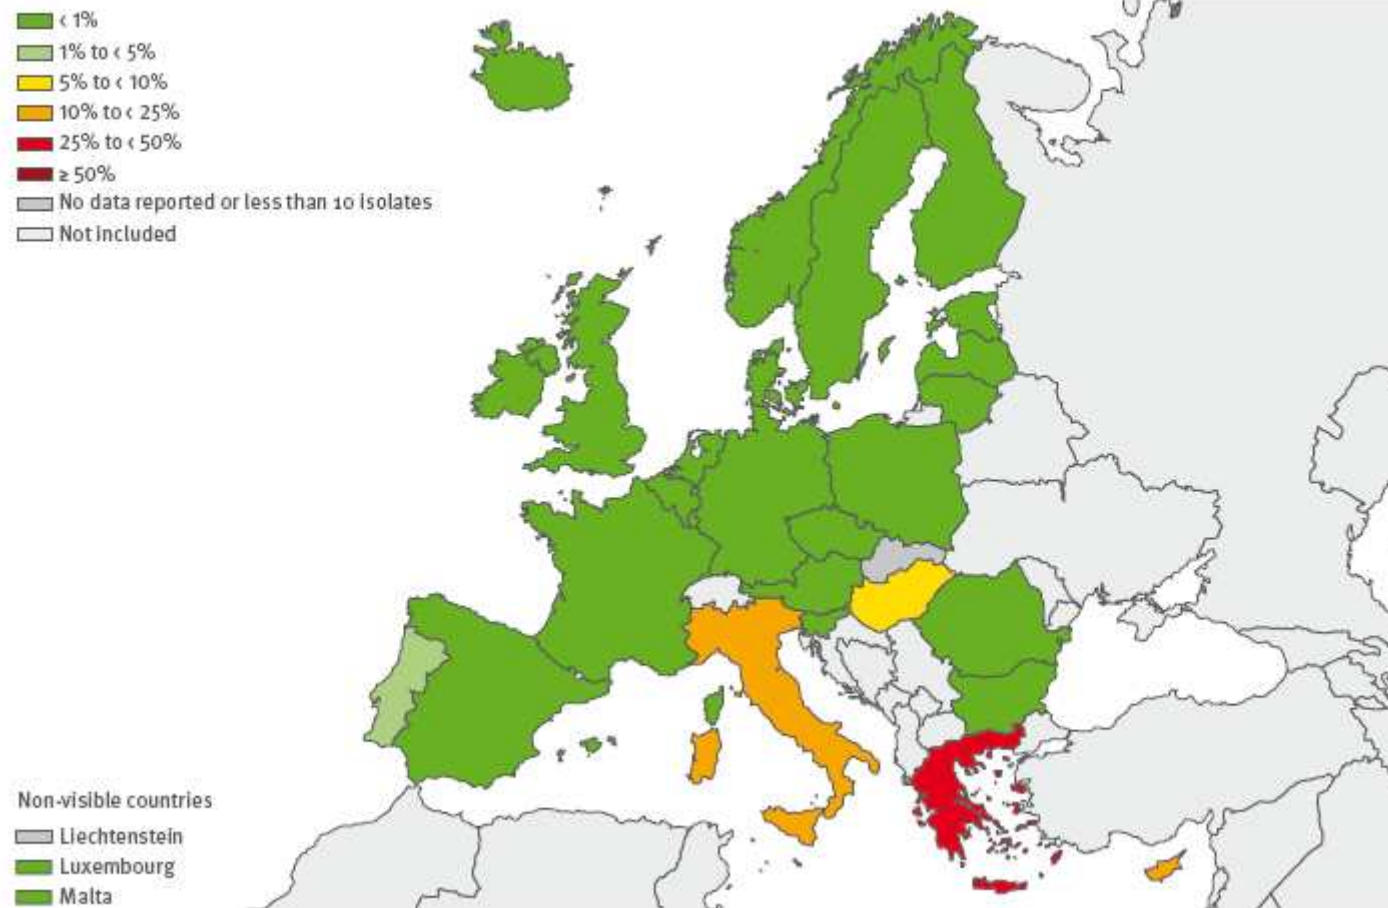 < 1%
1% to < 5%
5% to < 10%
10% to < 25%
25% to < 50%
≥ 50%
No data reported or less than 10 isolates
Not included
Non-visible countries
Liechtenstein
Luxembourg
Malta